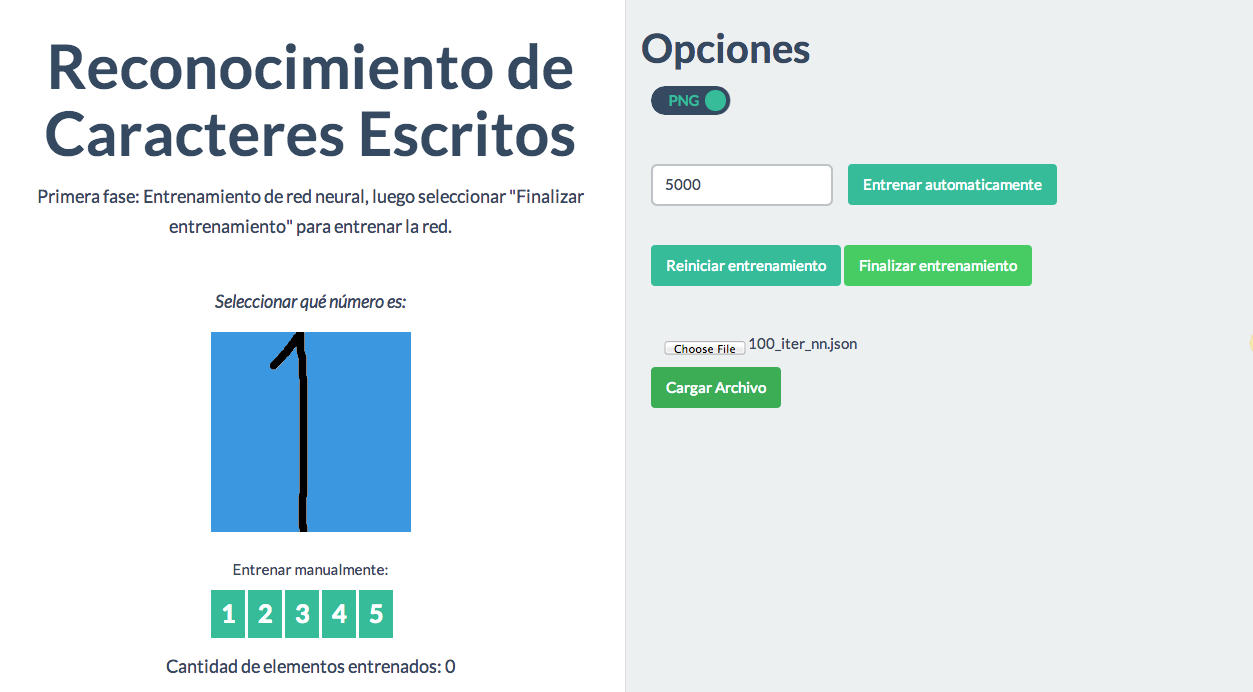 Reconocimiento de
Caracteres Escritos
Primera fase: Entrenamiento de red neural, luego seleccionar "Finalizar
entrenamiento" para entrenar la red.
Seleccionar qué número es:
1
Entrenar manualmente:
1 2 3 4 5
Cantidad de elementos entrenados: 0
Opciones
PNG
5000 Entrenar automaticamente
Reiniciar entrenamiento Finalizar entrenamiento
Choose File 100_iter_nn.json
Cargar Archivo